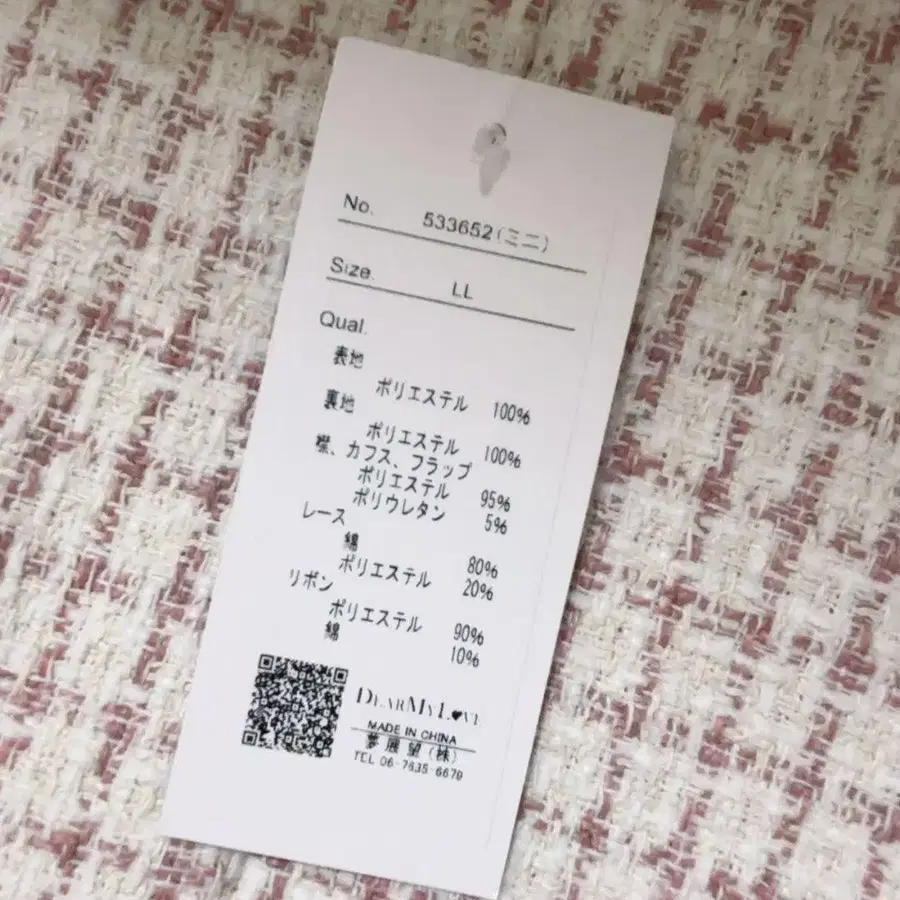 No. 533652(ミニ)
Size. LL
Qual.
表地
ポリエステル 100%
裏地
ポリエステル 100%
襟、カフス、フラップ
ポリエステル 95%
ポリウレタン 5%
レース
綿 80%
ポリエステル 20%
リボン
ポリエステル 90%
綿 10%
DEARMYL♥VE
MADE IN CHINA
夢展望(株)
TEL 06-7635-6679